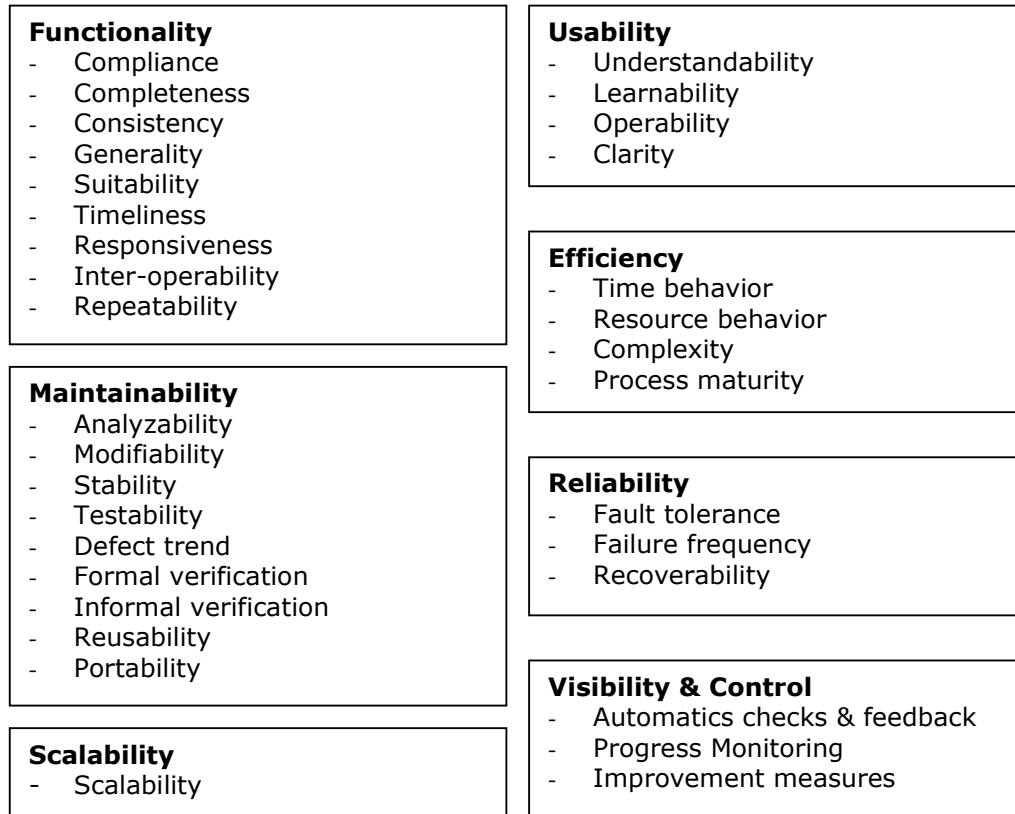 Functionality
- Compliance
- Completeness
- Consistency
- Generality
- Suitability
- Timeliness
- Responsiveness
- Inter-operability
- Repeatability
Maintainability
- Analyzability
- Modifiability
- Stability
- Testability
- Defect trend
- Formal verification
- Informal verification
- Reusability
- Portability
Scalability
- Scalability
Usability
- Understandability
- Learnability
- Operability
- Clarity
Efficiency
- Time behavior
- Resource behavior
- Complexity
- Process maturity
Reliability
- Fault tolerance
- Failure frequency
- Recoverability
Visibility & Control
- Automatics checks & feedback
- Progress Monitoring
- Improvement measures